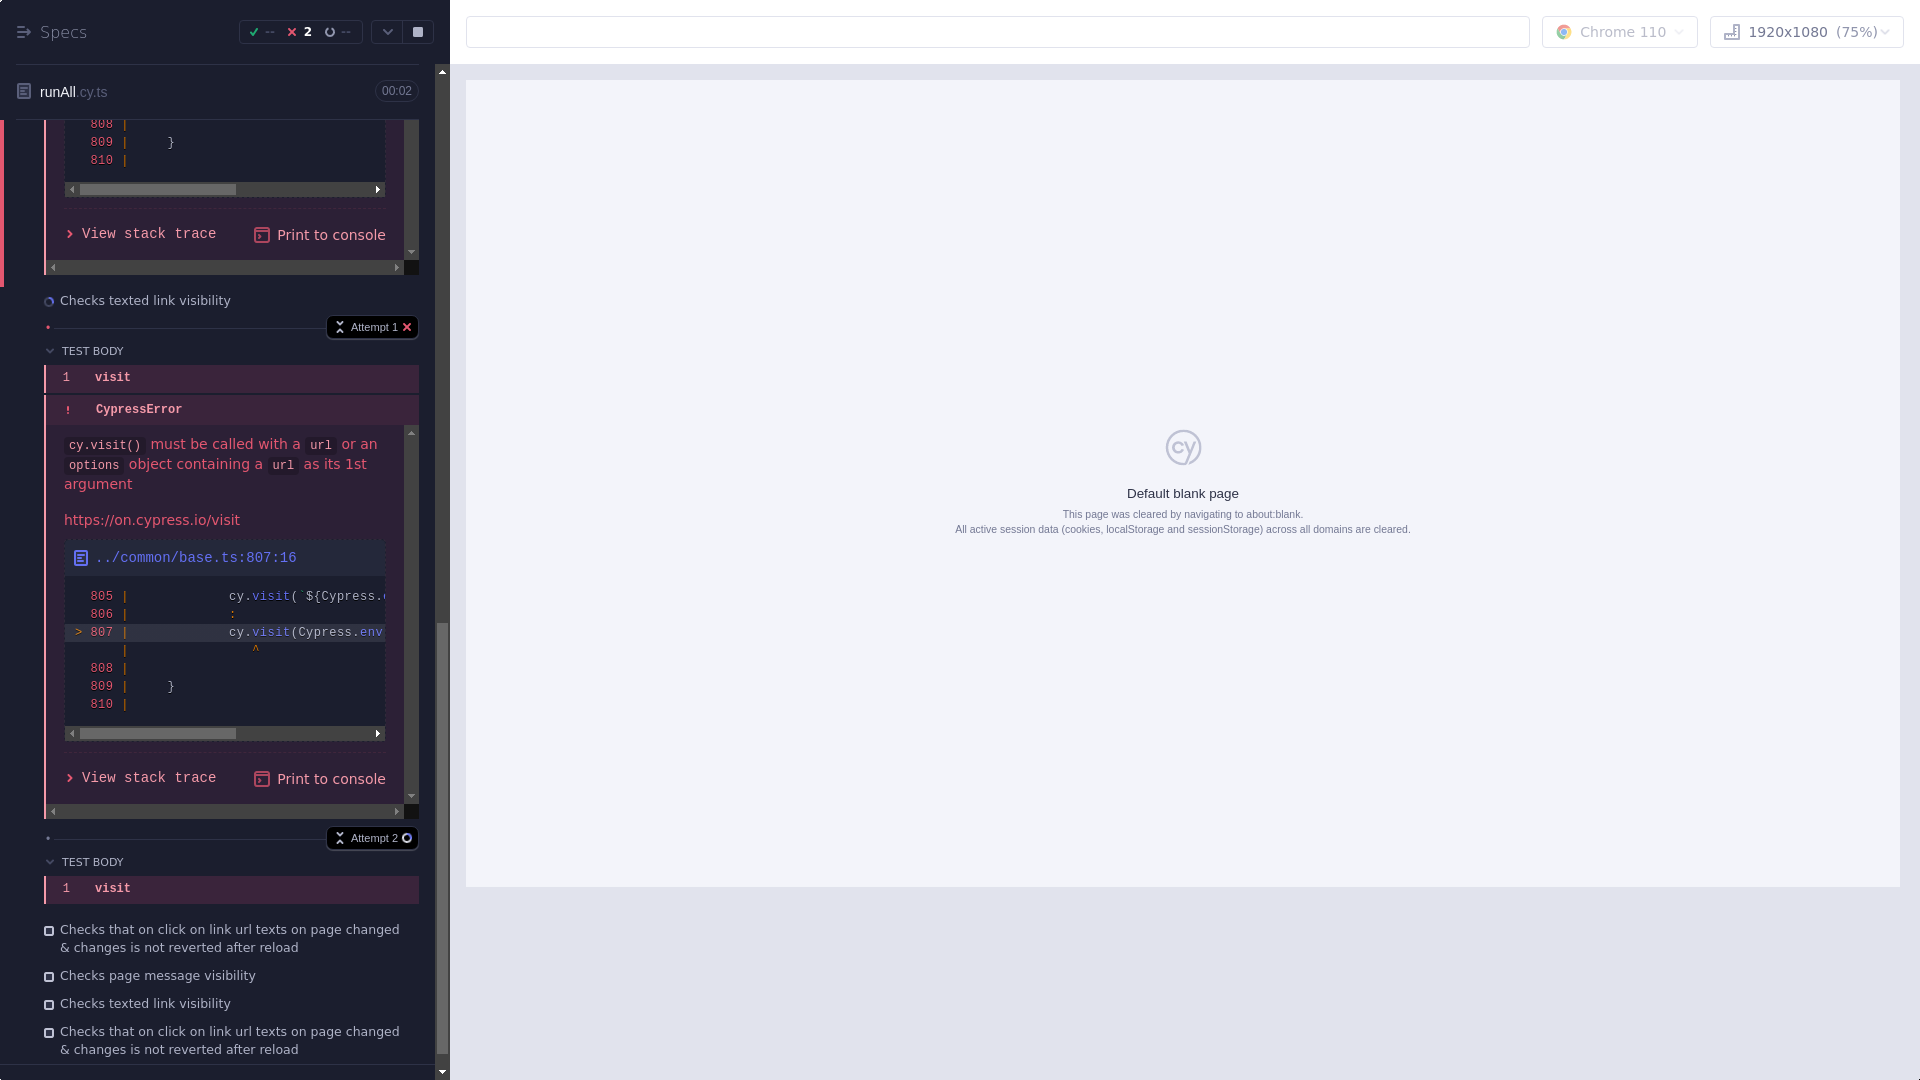 Specs
--
2
--
Chrome 110
1920x1080 (75%)
runAll.cy.ts
00:02
808 |
809 | }
810 |
View stack trace
Print to console
Checks texted link visibility
Attempt 1
TEST BODY
1 visit
! CypressError
cy.visit() must be called with a url or an
options object containing a url as its 1st
argument
https://on.cypress.io/visit
../common/base.ts:807:16
805 | cy.visit(`${Cypress.
806 | :
> 807 | cy.visit(Cypress.env
| ^
808 |
809 | }
810 |
View stack trace
Print to console
Attempt 2
TEST BODY
1 visit
Checks that on click on link url texts on page changed
& changes is not reverted after reload
Checks page message visibility
Checks texted link visibility
Checks that on click on link url texts on page changed
& changes is not reverted after reload
cy
Default blank page
This page was cleared by navigating to about:blank.
All active session data (cookies, localStorage and sessionStorage) across all domains are cleared.